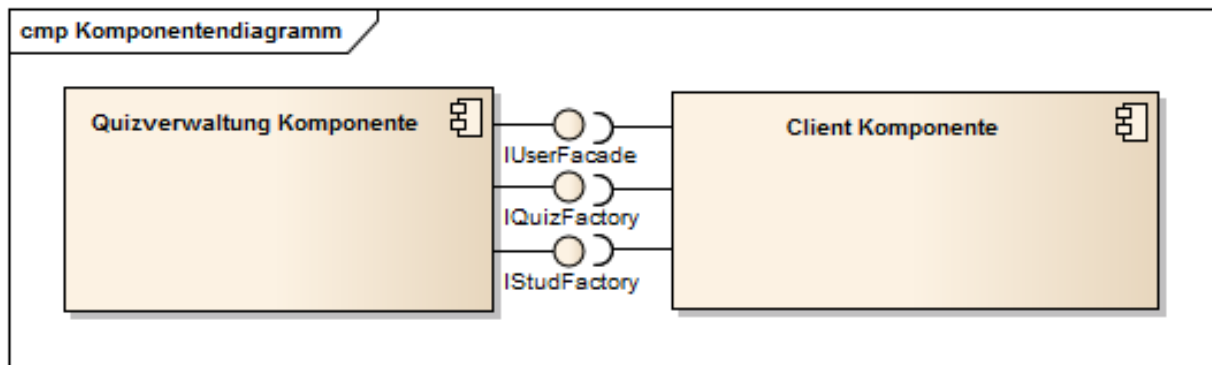 cmp Komponentendiagramm
Quizverwaltung Komponente
Client Komponente
IUserFacade
IQuizFactory
IStudFactory